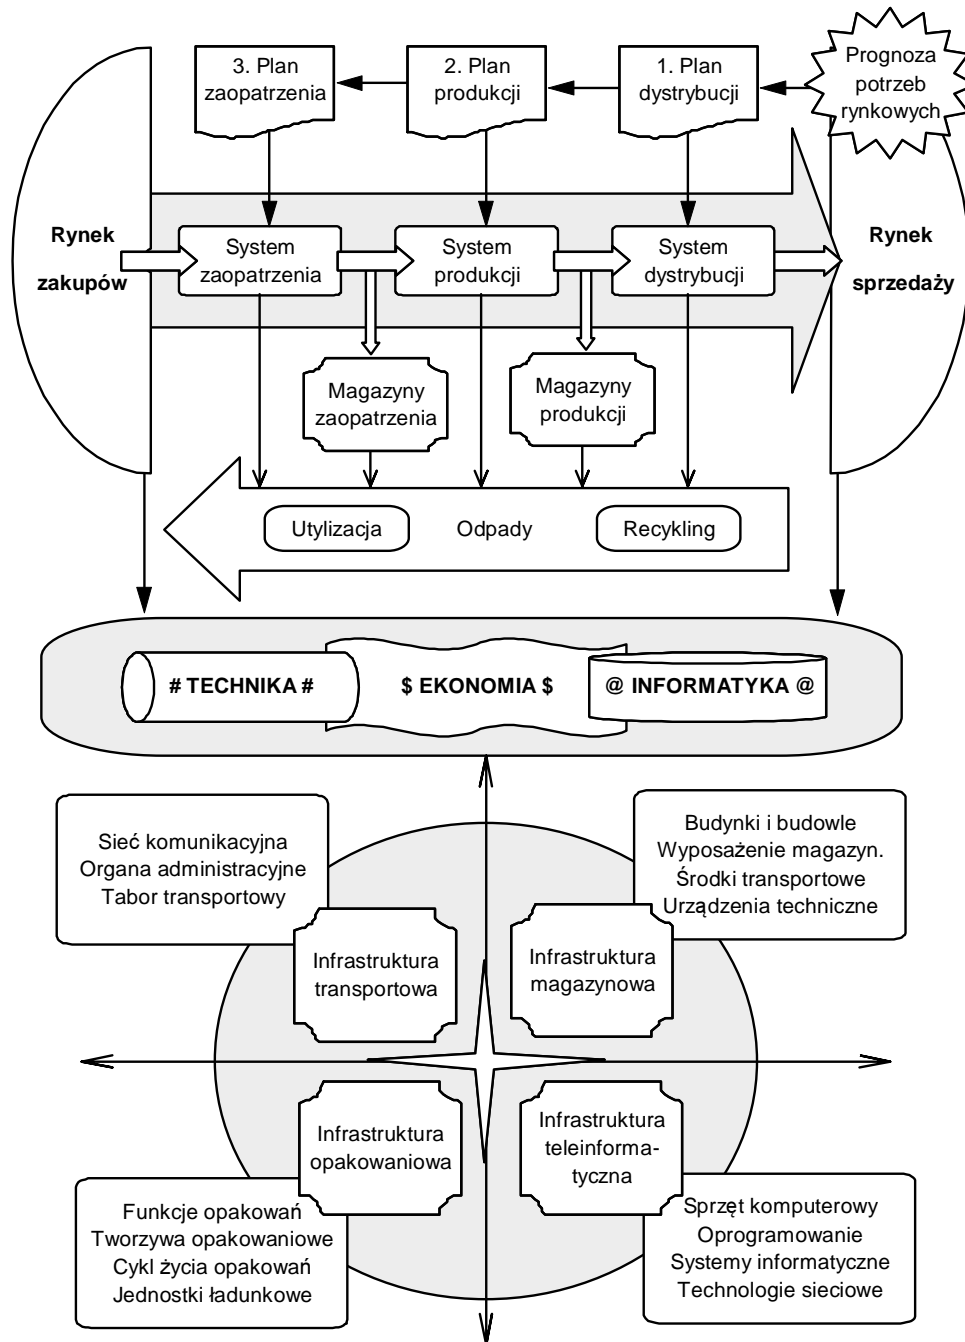 3. Plan
zaopatrzenia
2. Plan
produkcji
1. Plan
dystrybucji
Prognoza
potrzeb
rynkowych
Rynek
zakupów
System
zaopatrzenia
System
produkcji
System
dystrybucji
Rynek
sprzedaży
Magazyny
zaopatrzenia
Magazyny
produkcji
Utylizacja
Odpady
Recykling
# TECHNIKA #
$ EKONOMIA $
@ INFORMATYKA @
Sieć komunikacyjna
Organa administracyjne
Tabor transportowy
Budynki i budowle
Wyposażenie magazyn.
Środki transportowe
Urządzenia techniczne
Infrastruktura
transportowa
Infrastruktura
magazynowa
Infrastruktura
opakowaniowa
Infrastruktura
teleinforma-
tyczna
Funkcje opakowań
Tworzywa opakowaniowe
Cykl życia opakowań
Jednostki ładunkowe
Sprzęt komputerowy
Oprogramowanie
Systemy informatyczne
Technologie sieciowe